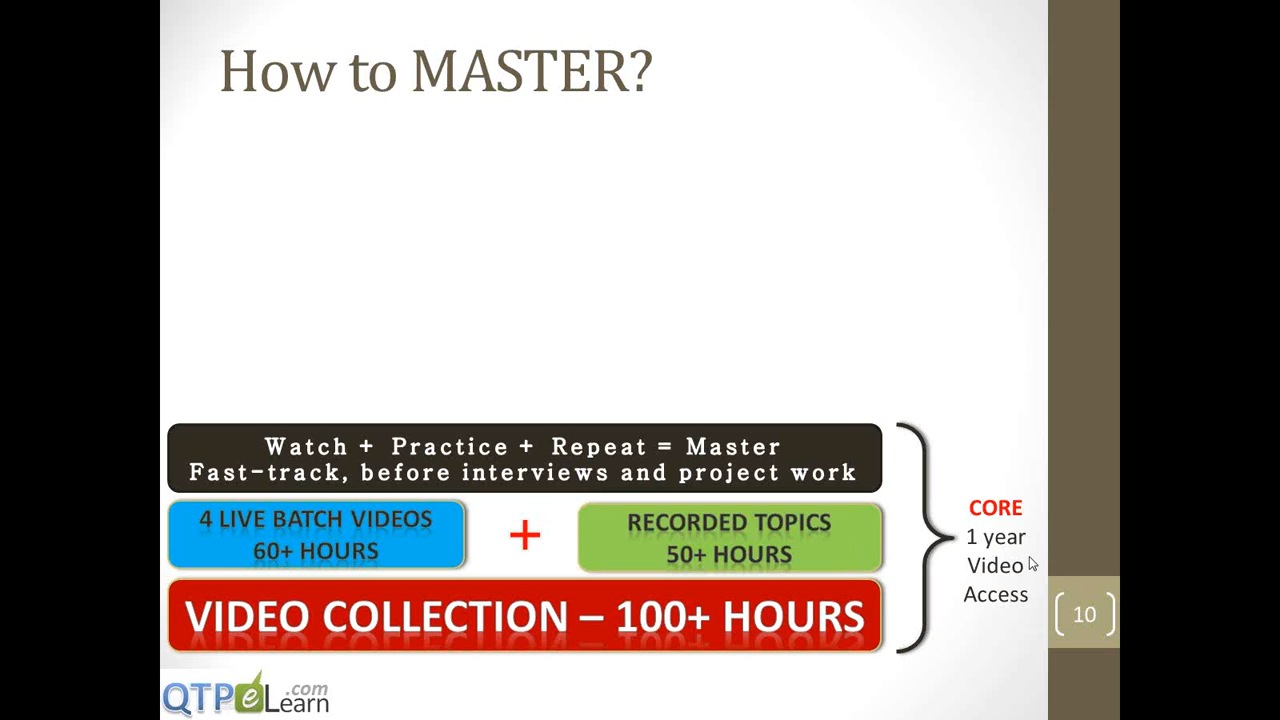 How to MASTER?
Watch + Practice + Repeat = Master
Fast-track, before interviews and project work
4 LIVE BATCH VIDEOS
60+ HOURS
+
RECORDED TOPICS
50+ HOURS
VIDEO COLLECTION – 100+ HOURS
CORE
1 year
Video
Access
10
QTPeLearn.com